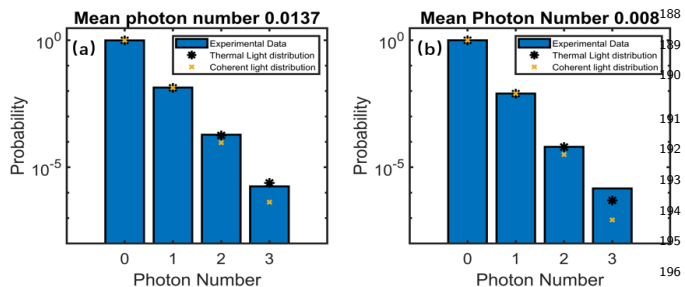 Mean photon number 0.0137
(a)
Experimental Data
Thermal Light distribution
Coherent light distribution
10^0
10^-5
Probability
0 1 2 3
Photon Number
Mean Photon Number 0.008
(b)
Experimental Data
Thermal Light distribution
Coherent light distribution
10^0
10^-5
Probability
0 1 2 3
Photon Number
188
189
190
191
192
193
194
195
196